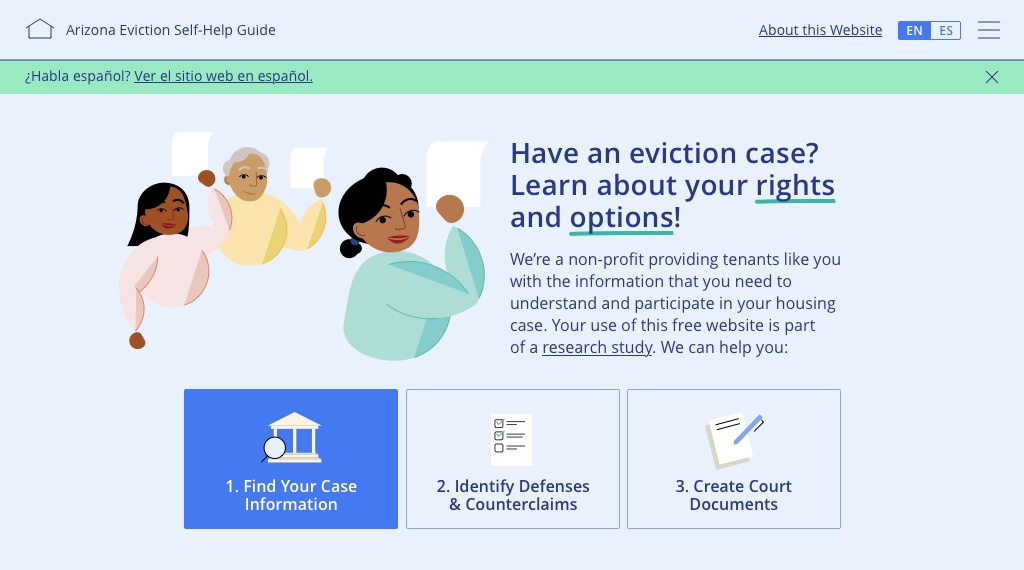 Arizona Eviction Self-Help Guide
About this Website
EN ES
¿Habla español? Ver el sitio web en español.
Have an eviction case?
Learn about your rights
and options!
We’re a non-profit providing tenants like you
with the information that you need to
understand and participate in your housing
case. Your use of this free website is part
of a research study. We can help you:
1. Find Your Case
Information
2. Identify Defenses
& Counterclaims
3. Create Court
Documents